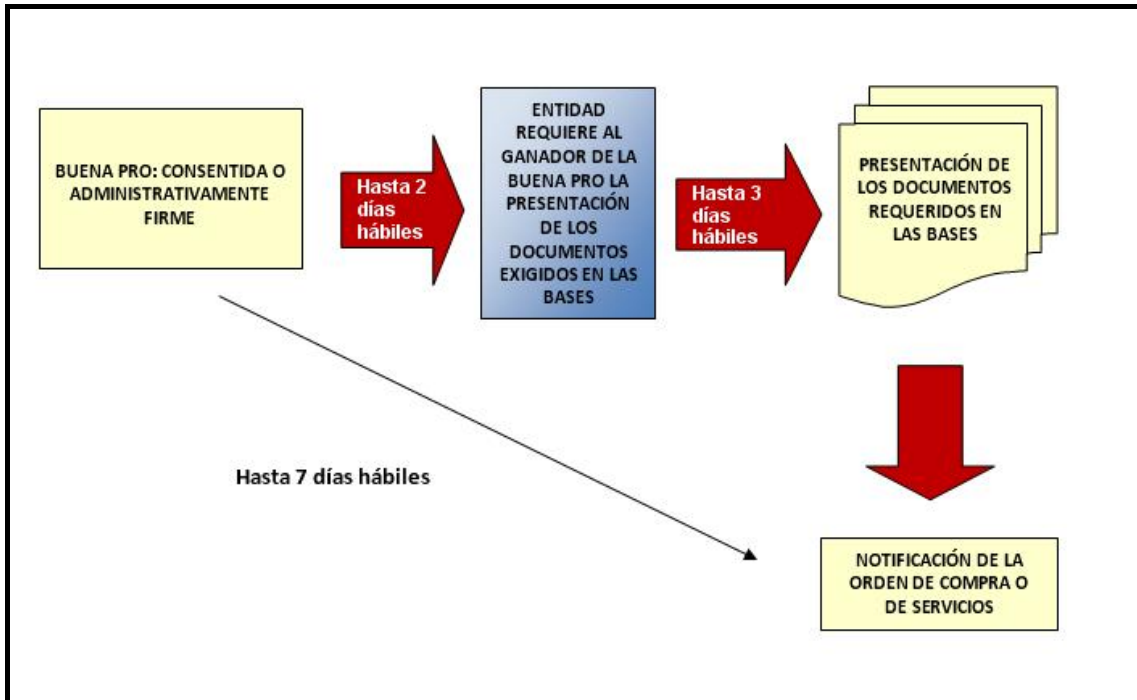 BUENA PRO: CONSENTIDA O
ADMINISTRATIVAMENTE
FIRME
Hasta 2
días
hábiles
ENTIDAD
REQUIERE AL
GANADOR DE LA
BUENA PRO LA
PRESENTACIÓN
DE LOS
DOCUMENTOS
EXIGIDOS EN LAS
BASES
Hasta 3
días
hábiles
PRESENTACIÓN DE
LOS DOCUMENTOS
REQUERIDOS EN
LAS BASES
Hasta 7 días hábiles
NOTIFICACIÓN DE LA
ORDEN DE COMPRA O
DE SERVICIOS